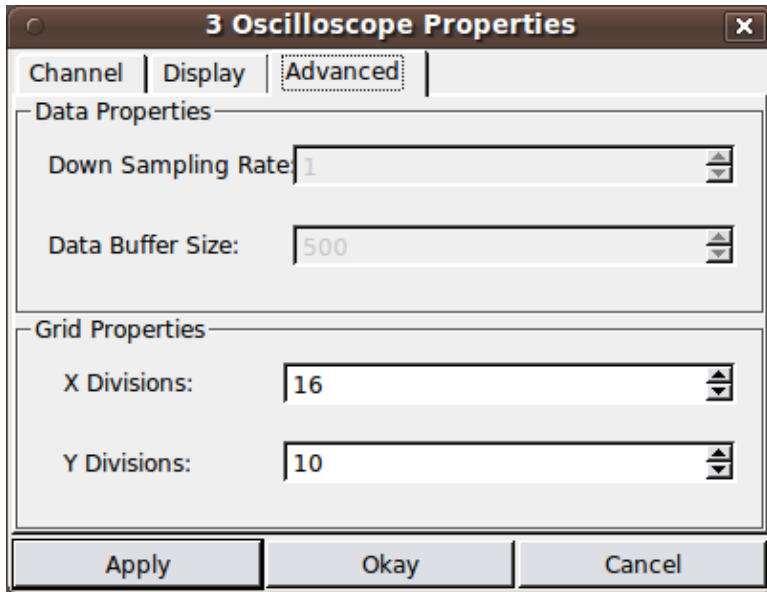 3 Oscilloscope Properties
Channel Display Advanced
Data Properties
Down Sampling Rate: 1
Data Buffer Size: 500
Grid Properties
X Divisions: 16
Y Divisions: 10
Apply Okay Cancel